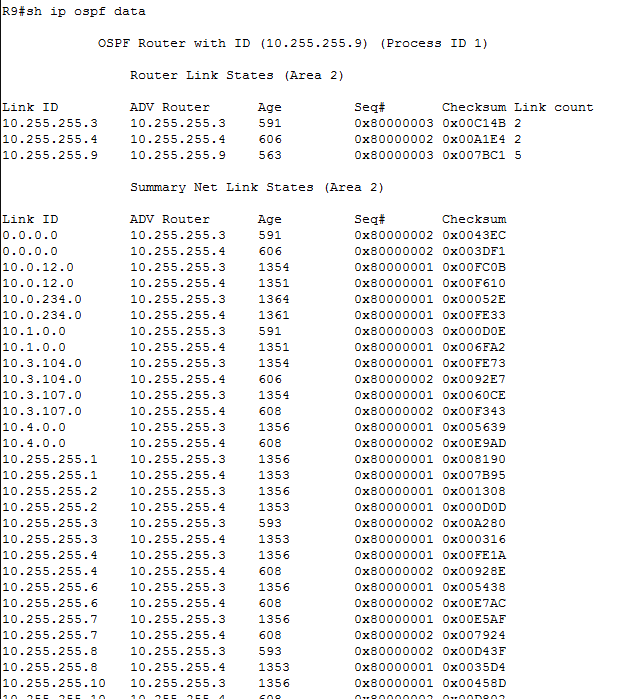 R9#sh ip ospf data
OSPF Router with ID (10.255.255.9) (Process ID 1)
Router Link States (Area 2)
Link ID ADV Router Age Seq# Checksum Link count
10.255.255.3 10.255.255.3 591 0x80000003 0x00C14B 2
10.255.255.4 10.255.255.4 606 0x80000002 0x00A1E4 2
10.255.255.9 10.255.255.9 563 0x80000003 0x007BC1 5
Summary Net Link States (Area 2)
Link ID ADV Router Age Seq# Checksum
0.0.0.0 10.255.255.3 591 0x80000002 0x0043EC
0.0.0.0 10.255.255.4 606 0x80000002 0x003DF1
10.0.12.0 10.255.255.3 1354 0x80000001 0x00FC0B
10.0.12.0 10.255.255.4 1351 0x80000001 0x00F610
10.0.234.0 10.255.255.3 1364 0x80000001 0x00052E
10.0.234.0 10.255.255.4 1361 0x80000001 0x00FE33
10.1.0.0 10.255.255.3 591 0x80000003 0x000D0E
10.1.0.0 10.255.255.4 1351 0x80000001 0x006FA2
10.3.104.0 10.255.255.3 1354 0x80000001 0x00FE73
10.3.104.0 10.255.255.4 606 0x80000002 0x0092E7
10.3.107.0 10.255.255.3 1354 0x80000001 0x0060CE
10.3.107.0 10.255.255.4 608 0x80000002 0x00F343
10.4.0.0 10.255.255.3 1356 0x80000001 0x005639
10.4.0.0 10.255.255.4 608 0x80000002 0x00E9AD
10.255.255.1 10.255.255.3 1356 0x80000001 0x008190
10.255.255.1 10.255.255.4 1353 0x80000001 0x007B95
10.255.255.2 10.255.255.3 1356 0x80000001 0x001308
10.255.255.2 10.255.255.4 1353 0x80000001 0x000D0D
10.255.255.3 10.255.255.3 593 0x80000002 0x00A280
10.255.255.3 10.255.255.4 1353 0x80000001 0x000316
10.255.255.4 10.255.255.3 1356 0x80000001 0x00FE1A
10.255.255.4 10.255.255.4 608 0x80000002 0x00928E
10.255.255.6 10.255.255.3 1356 0x80000001 0x005438
10.255.255.6 10.255.255.4 608 0x80000002 0x00E7AC
10.255.255.7 10.255.255.3 1356 0x80000001 0x00E5AF
10.255.255.7 10.255.255.4 608 0x80000002 0x007924
10.255.255.8 10.255.255.3 593 0x80000002 0x00D43F
10.255.255.8 10.255.255.4 1353 0x80000001 0x0035D4
10.255.255.10 10.255.255.3 1356 0x80000001 0x00458D
10.255.255.10 10.255.255.4 608 0x80000002